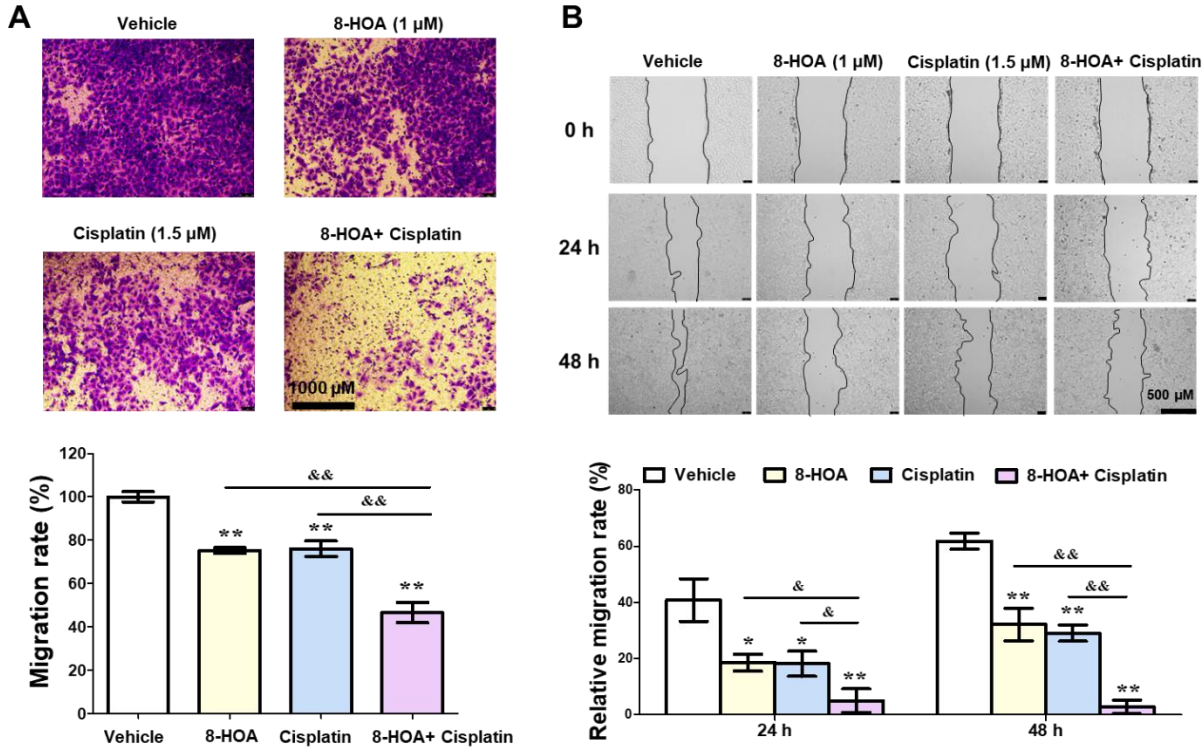 A
Vehicle
8-HOA (1 µM)
Cisplatin (1.5 µM)
8-HOA+ Cisplatin
1000 µM
Migration rate (%)
120
100
80
60
40
20
0
&&
&&
**
**
**
Vehicle
8-HOA
Cisplatin
8-HOA+ Cisplatin
B
Vehicle
8-HOA (1 µM)
Cisplatin (1.5 µM)
8-HOA+ Cisplatin
0 h
24 h
48 h
500 µM
Relative migration rate (%)
Vehicle
8-HOA
Cisplatin
8-HOA+ Cisplatin
80
60
40
20
0
&
&
*
*
**
&&
&&
**
**
**
24 h
48 h